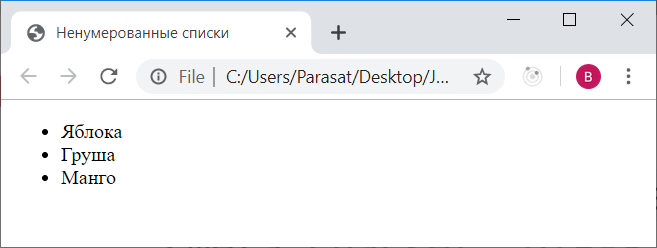 Ненумерованные списки
File | C:/Users/Parasat/Desktop/J...
B
Яблока
Груша
Манго